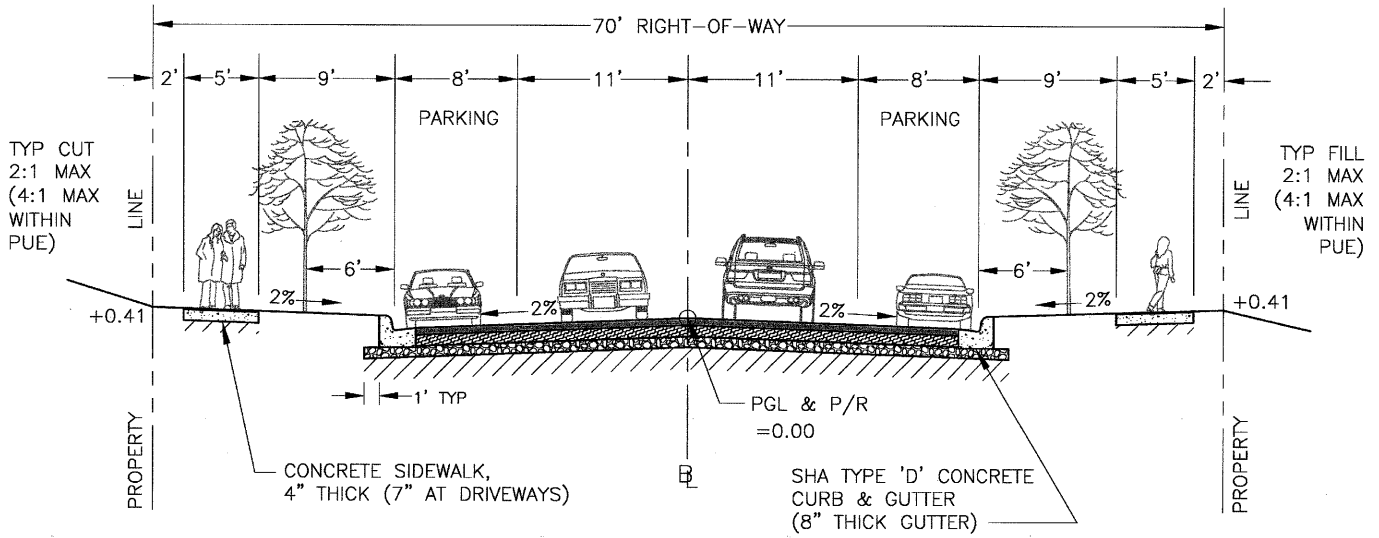 70' RIGHT-OF-WAY
2' 5' 9' 8' 11' 11' 8' 9' 5' 2'
PARKING
PARKING
TYP CUT
2:1 MAX
(4:1 MAX
WITHIN
PUE)
LINE
PROPERTY
TYP FILL
2:1 MAX
(4:1 MAX
WITHIN
PUE)
LINE
PROPERTY
6'
6'
2%
2%
2%
2%
+0.41
+0.41
1' TYP
PGL & P/R
=0.00
CONCRETE SIDEWALK,
4" THICK (7" AT DRIVEWAYS)
BL
SHA TYPE 'D' CONCRETE
CURB & GUTTER
(8" THICK GUTTER)